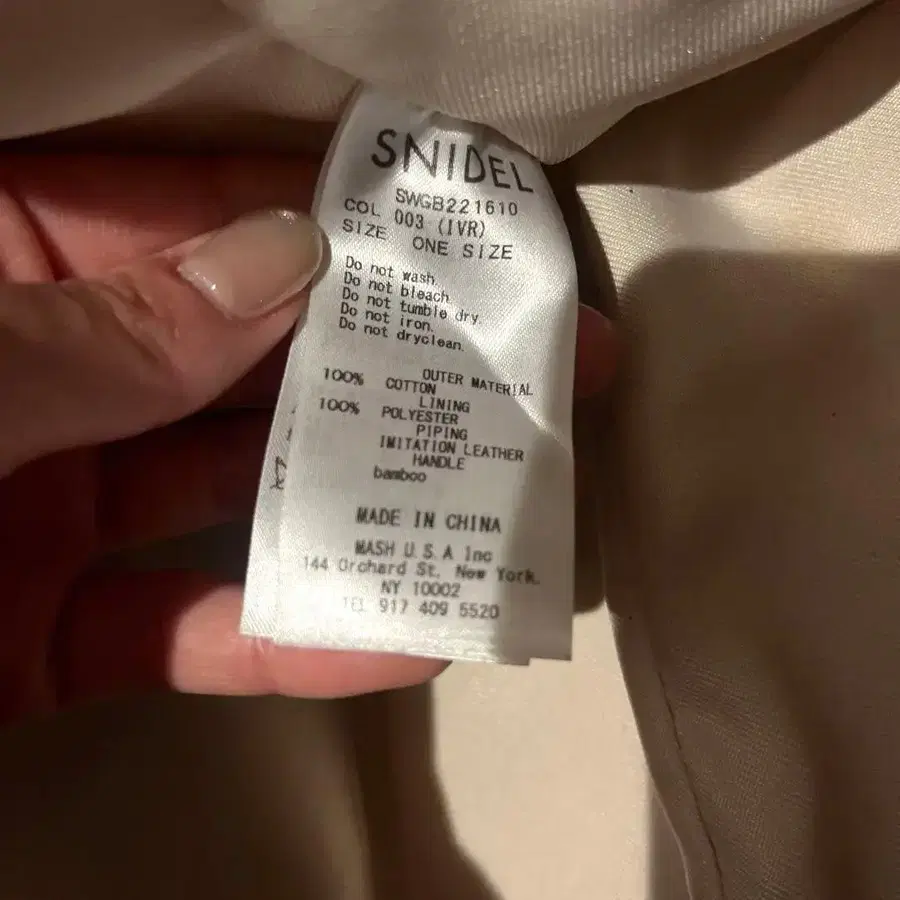 SNIDEL
SWGB221610
COL 003 (IVR)
SIZE ONE SIZE
Do not wash.
Do not bleach.
Do not tumble dry.
Do not iron.
Do not dryclean.
OUTER MATERIAL
100% COTTON
LINING
100% POLYESTER
PIPING
IMITATION LEATHER
HANDLE
bamboo
MADE IN CHINA
MASH U.S.A Inc
144 Orchard St, New York.
NY 10002
TEL 917 409 5520